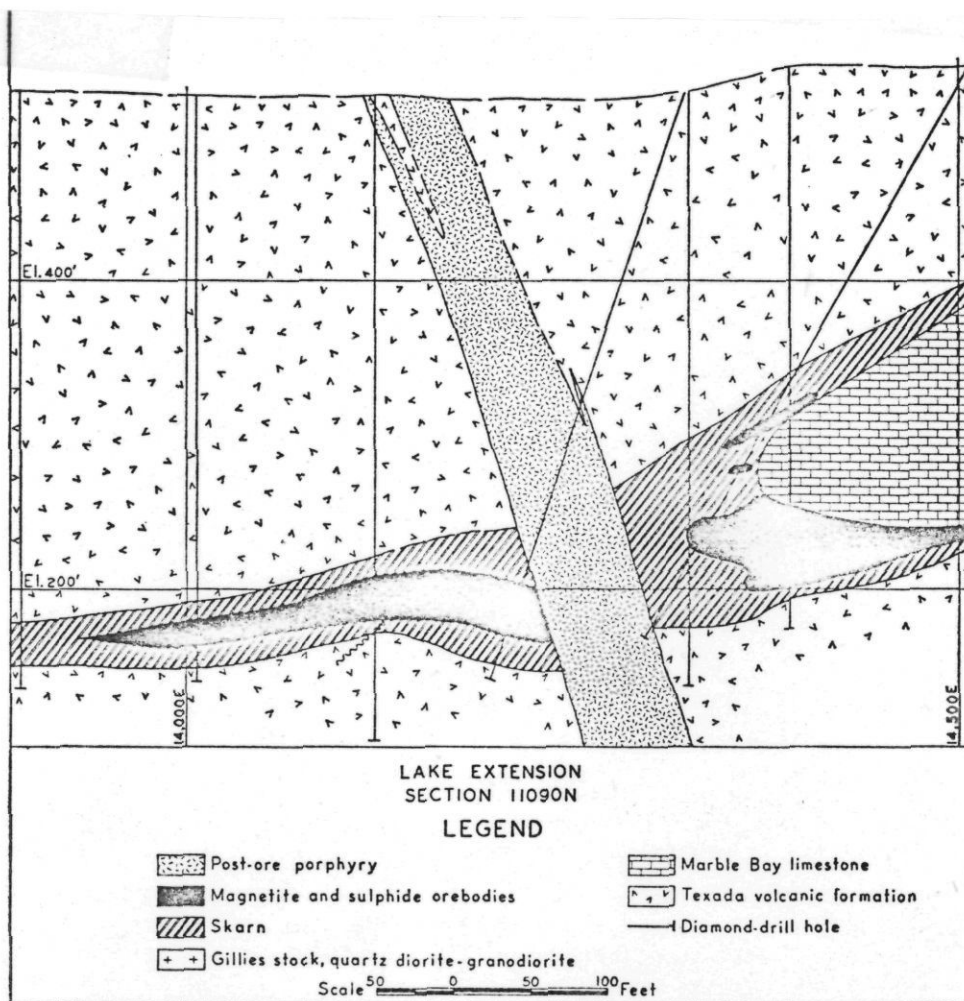 El.400'
El.200'
14,000E
14,500E
LAKE EXTENSION
SECTION 11090N
LEGEND
Post-ore porphyry
Magnetite and sulphide orebodies
Skarn
Gillies stock, quartz diorite-granodiorite
Marble Bay limestone
Texada volcanic formation
Diamond-drill hole
Scale 50 0 50 100 Feet